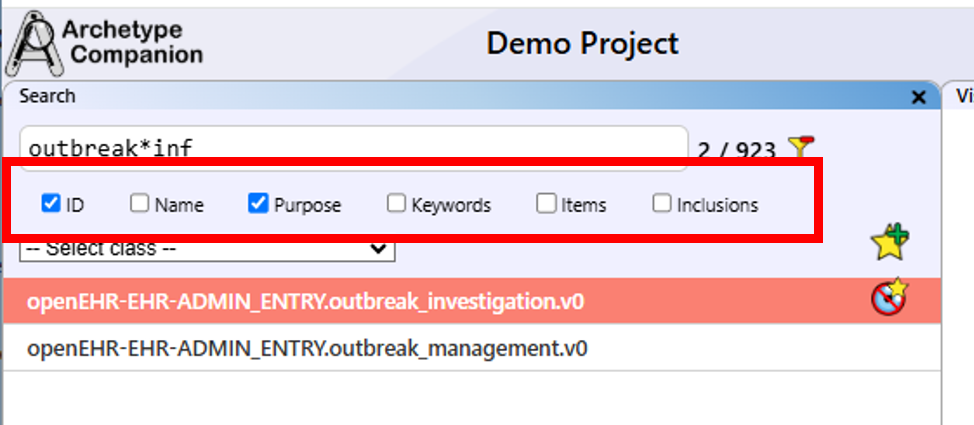 Archetype
Companion
Demo Project
Search
Vi
outbreak*inf
2 / 923
ID Name Purpose Keywords Items Inclusions
-- Select class --
openEHR-EHR-ADMIN_ENTRY.outbreak_investigation.v0
openEHR-EHR-ADMIN_ENTRY.outbreak_management.v0